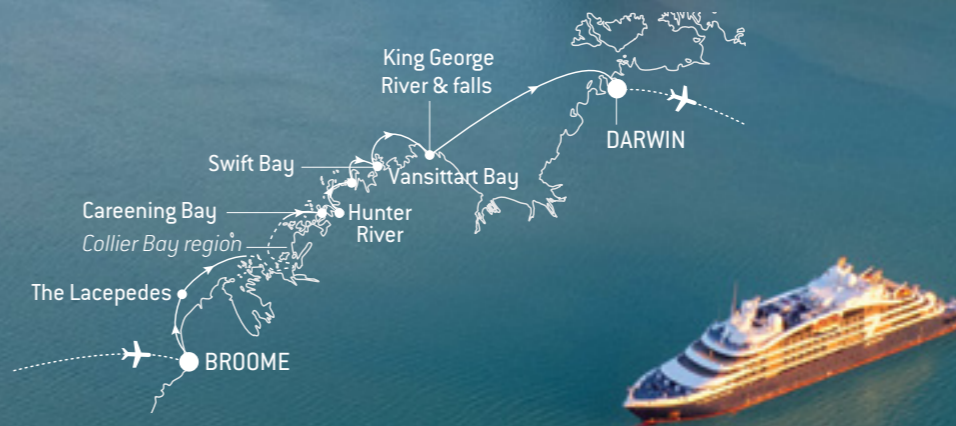 King George
River & falls
DARWIN
Swift Bay
Vansittart Bay
Careening Bay
Hunter
River
Collier Bay region
The Lacepedes
BROOME